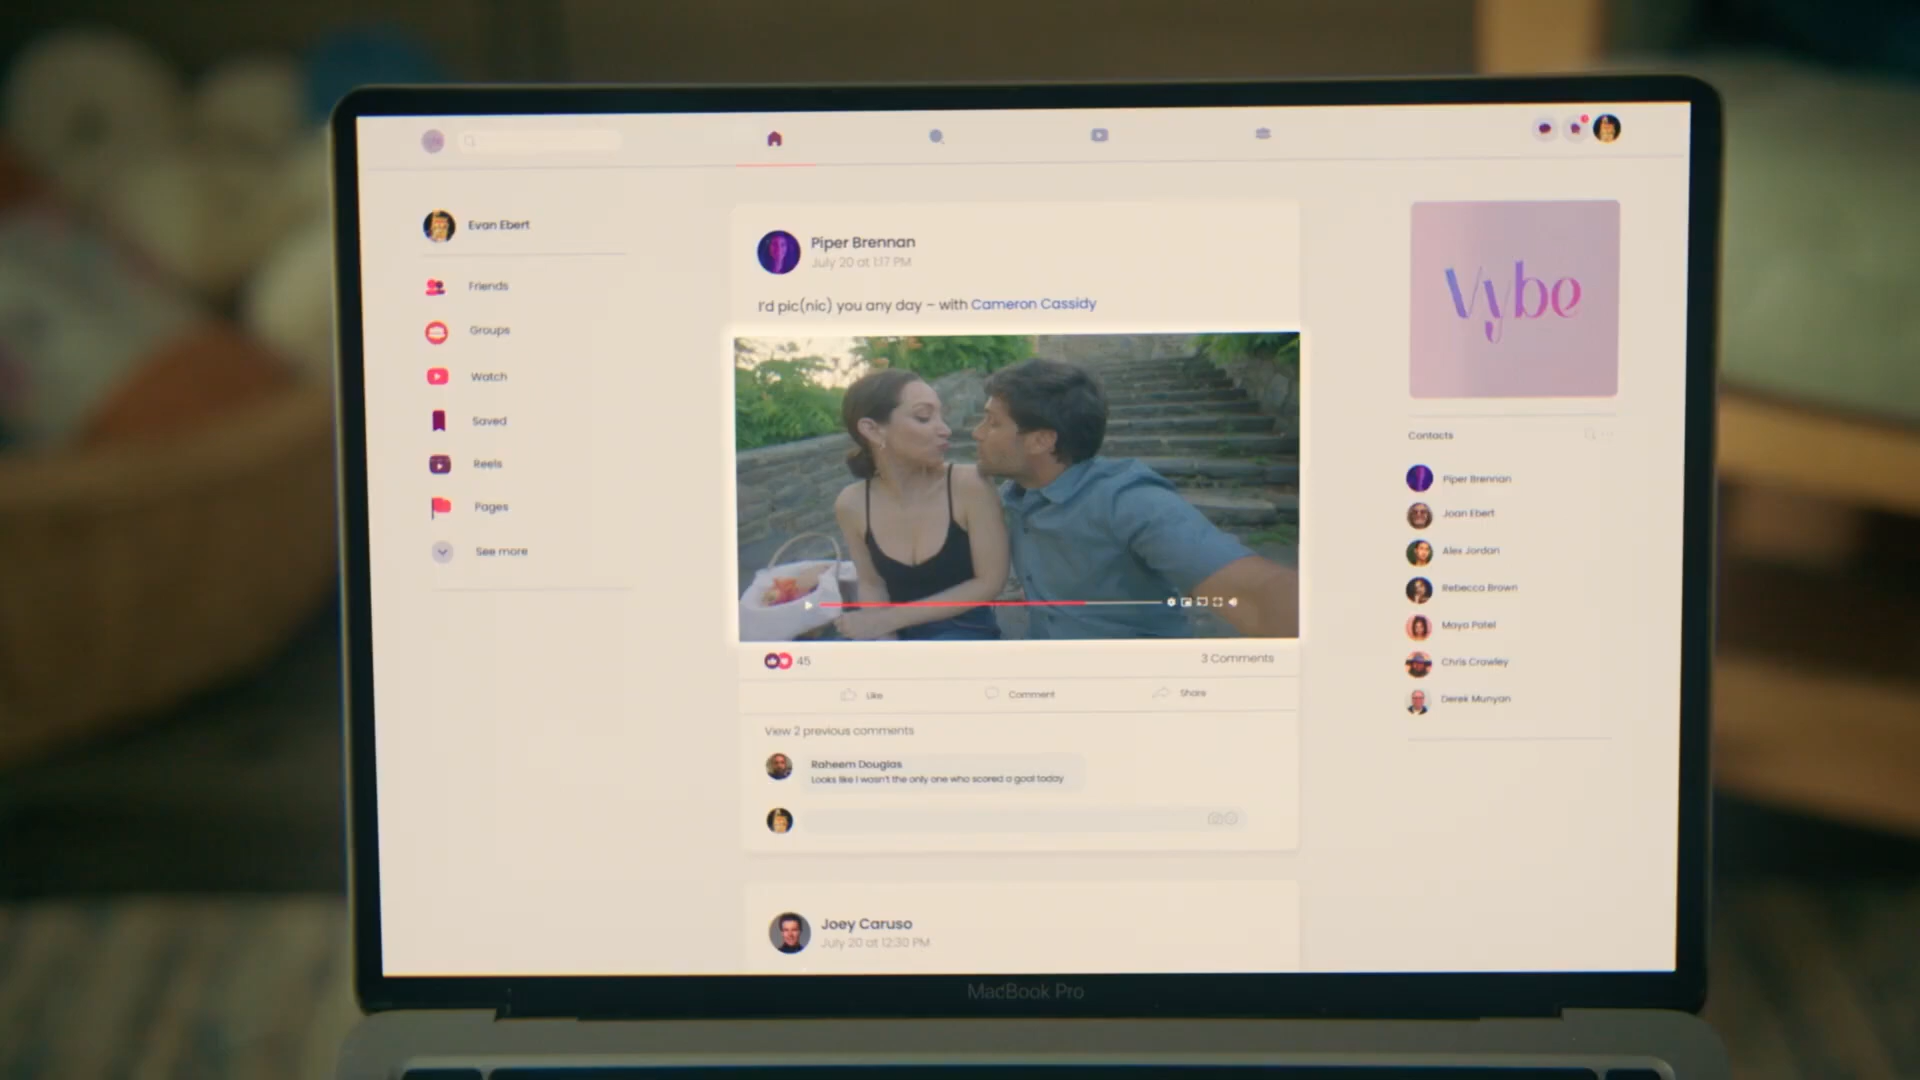 Evan Ebert
Friends
Groups
Watch
Saved
Reels
Pages
See more
Piper Brennan
July 20 at 1:17 PM
I'd pic(nic) you any day – with Cameron Cassidy
45
3 Comments
Like
Comment
Share
View 2 previous comments
Raheem Douglas
Looks like I wasn't the only one who scored a goal today
Joey Caruso
July 20 at 12:30 PM
Vybe
Contacts
Piper Brennan
Joan Ebert
Alex Jordan
Rebecca Brown
Maya Patel
Chris Crowley
Derek Munyan
MacBook Pro